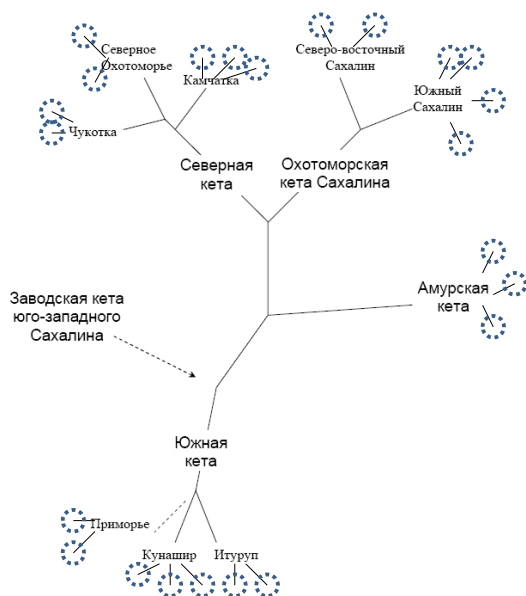 Северное
Охотоморье
Камчатка
Чукотка
Северо-восточный
Сахалин
Южный
Сахалин
Северная
кета
Охотоморская
кета Сахалина
Амурская
кета
Заводская кета
юго-западного
Сахалина
Южная
кета
Приморье
Кунашир
Итуруп